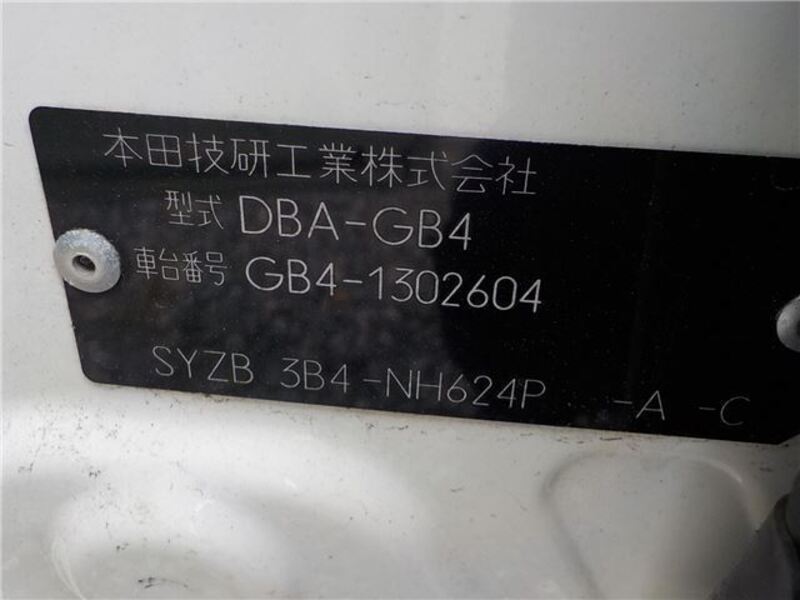 本田技研工業株式会社
型式 DBA-GB4
車台番号 GB4-1302604
SYZB 3B4-NH624P -A -C